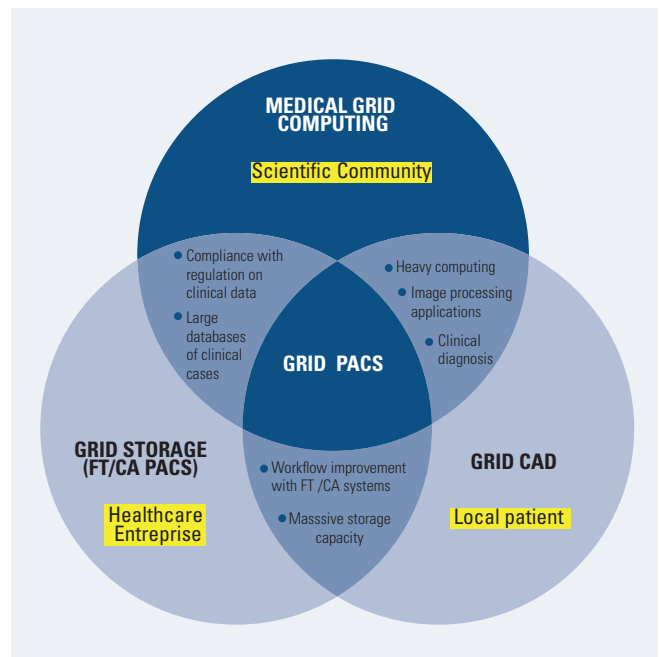 MEDICAL GRID
COMPUTING
Scientific Community
• Compliance with
regulation on
clinical data
• Large
databases
of clinical
cases
• Heavy computing
• Image processing
applications
• Clinical
diagnosis
GRID PACS
GRID STORAGE
(FT/CA PACS)
Healthcare
Entreprise
• Workflow improvement
with FT /CA systems
• Masssive storage
capacity
GRID CAD
Local patient